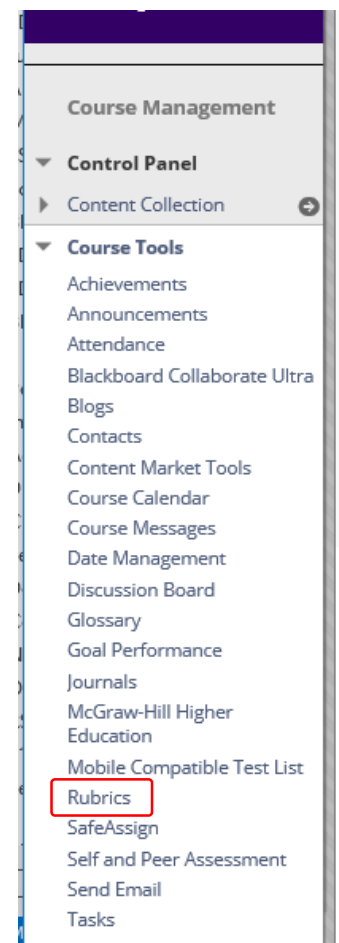 Course Management
Control Panel
Content Collection
Course Tools
Achievements
Announcements
Attendance
Blackboard Collaborate Ultra
Blogs
Contacts
Content Market Tools
Course Calendar
Course Messages
Date Management
Discussion Board
Glossary
Goal Performance
Journals
McGraw-Hill Higher
Education
Mobile Compatible Test List
Rubrics
SafeAssign
Self and Peer Assessment
Send Email
Tasks